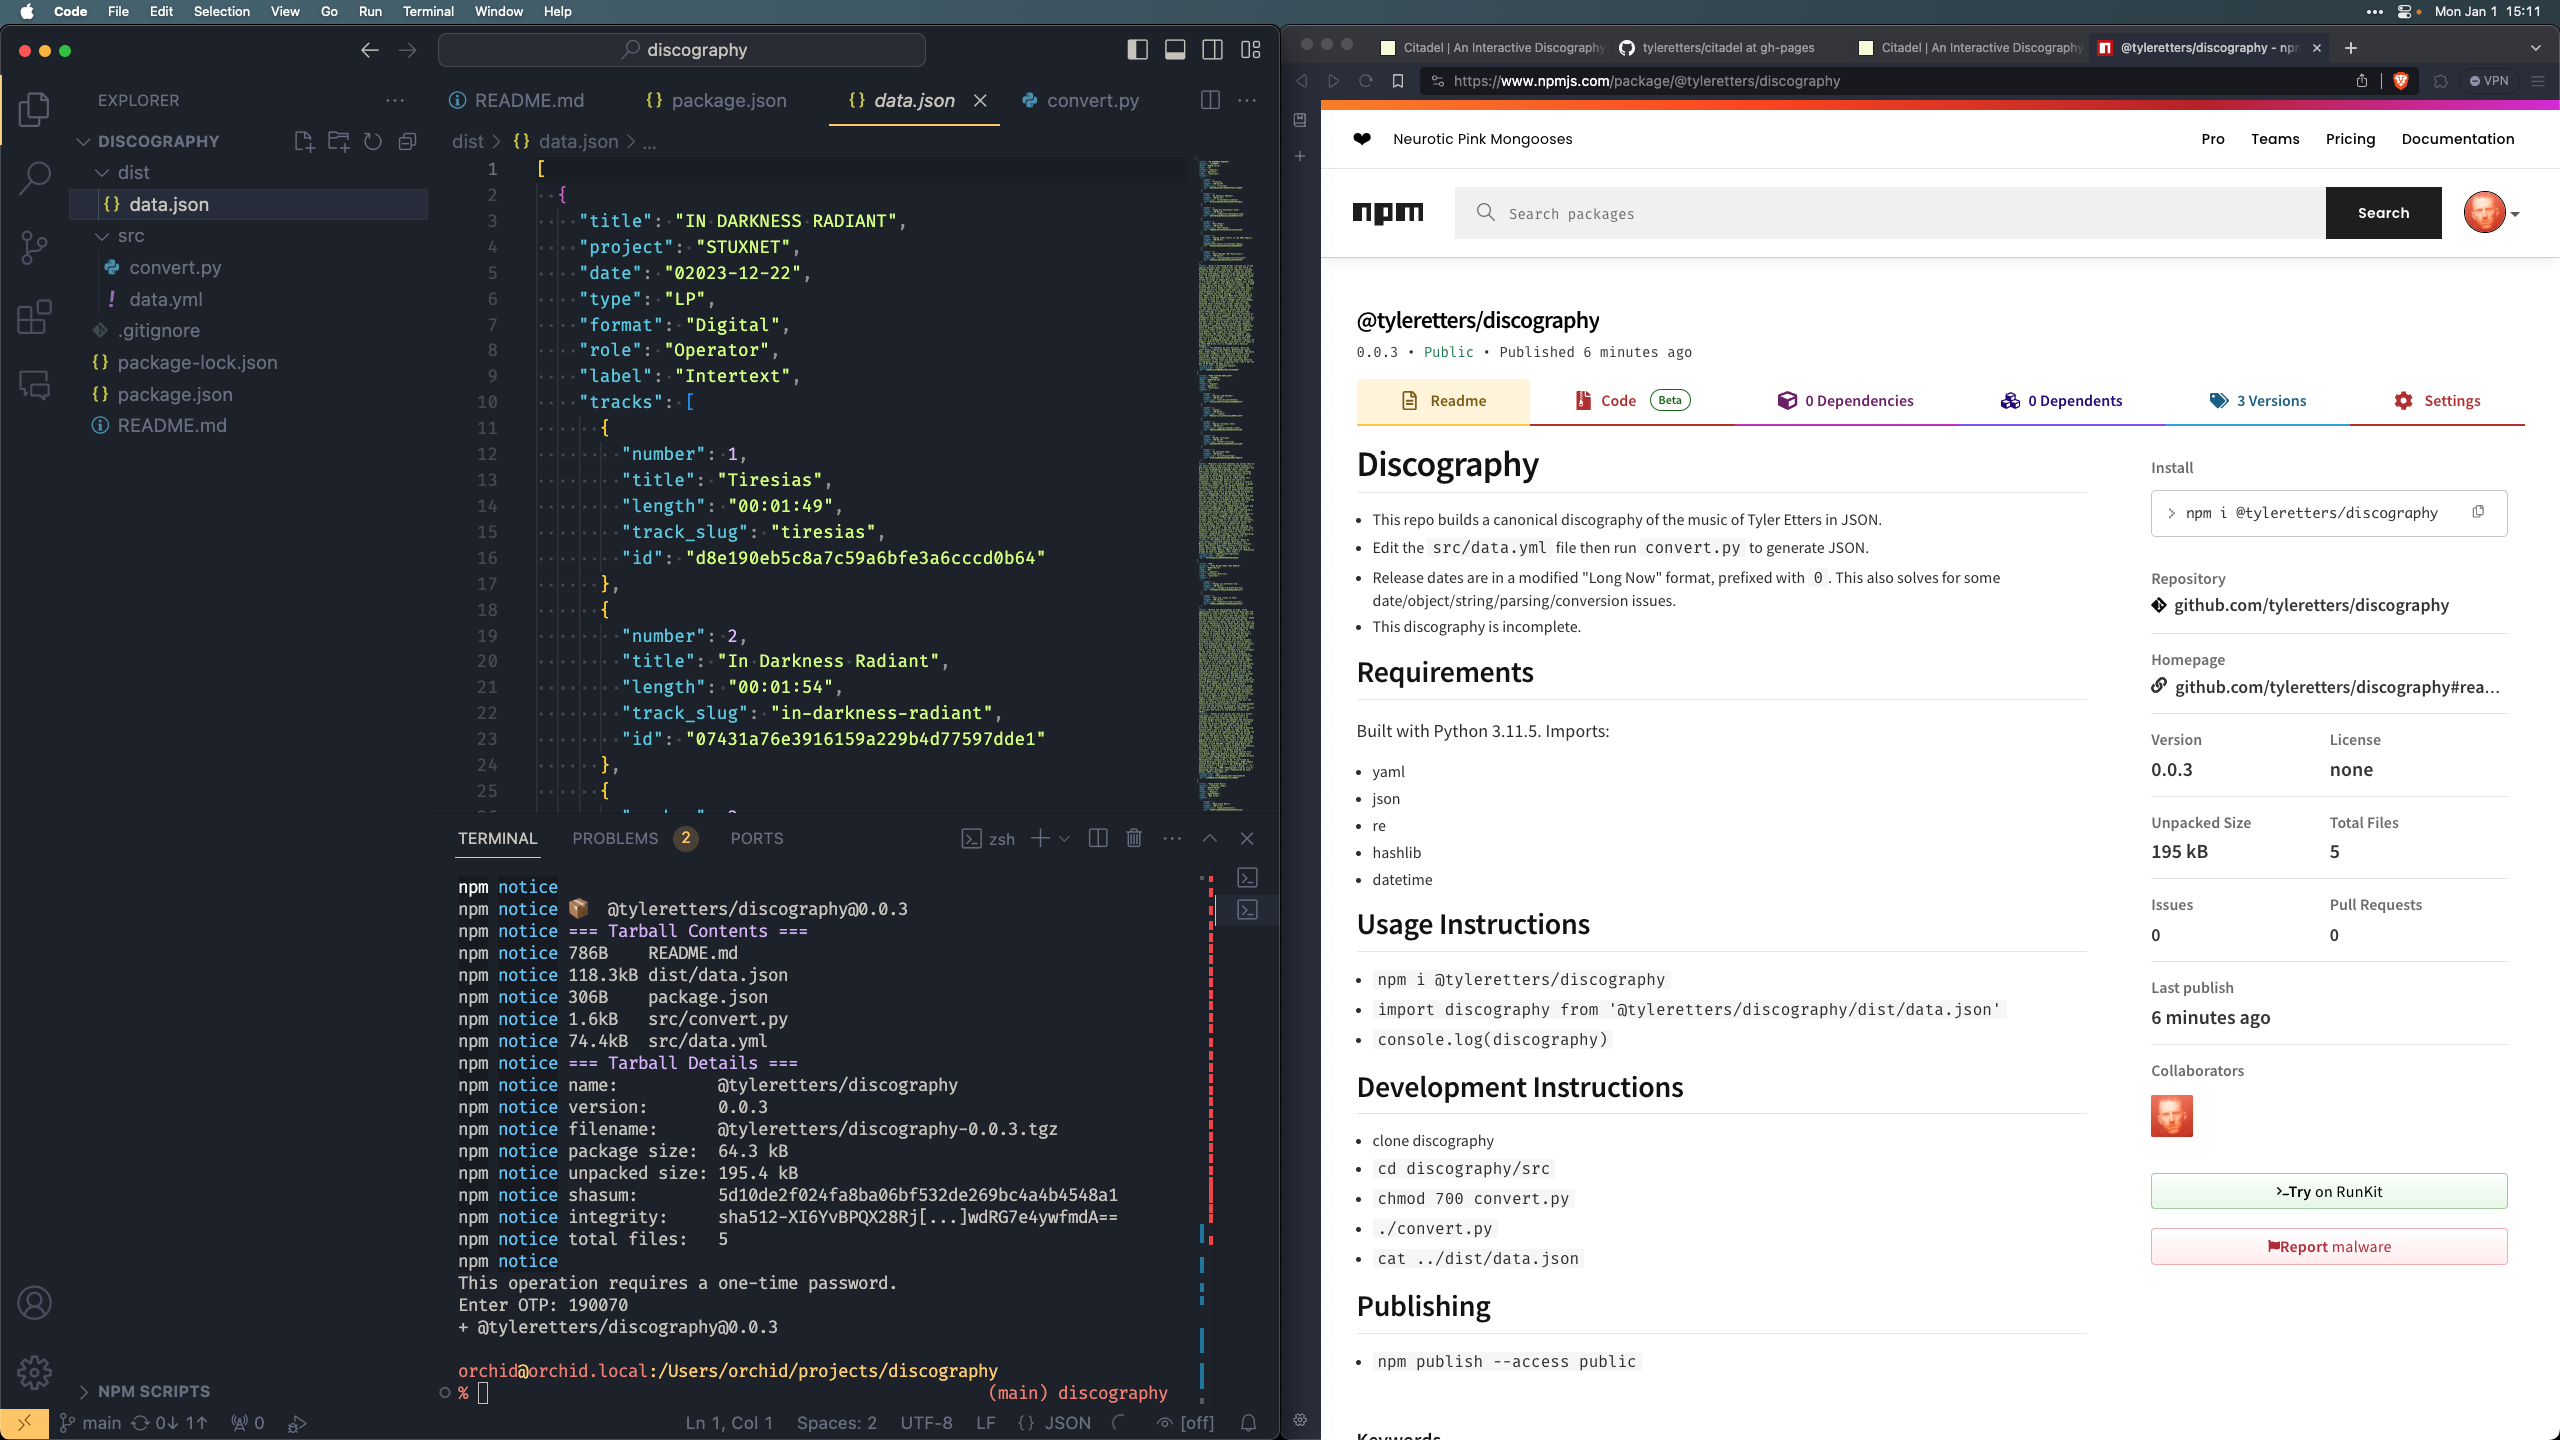 Code File Edit Selection View Go Run Terminal Window Help
Mon Jan 1 15:11
discography
EXPLORER
DISCOGRAPHY
dist
data.json
src
convert.py
data.yml
.gitignore
package-lock.json
package.json
README.md
NPM SCRIPTS
README.md package.json data.json convert.py
dist > {} data.json > ...
1 [
2 {
3 "title": "IN DARKNESS RADIANT",
4 "project": "STUXNET",
5 "date": "02023-12-22",
6 "type": "LP",
7 "format": "Digital",
8 "role": "Operator",
9 "label": "Intertext",
10 "tracks": [
11 {
12 "number": 1,
13 "title": "Tiresias",
14 "length": "00:01:49",
15 "track_slug": "tiresias",
16 "id": "d8e190eb5c8a7c59a6bfe3a6cccd0b64"
17 },
18 {
19 "number": 2,
20 "title": "In Darkness Radiant",
21 "length": "00:01:54",
22 "track_slug": "in-darkness-radiant",
23 "id": "07431a76e3916159a229b4d77597dde1"
24 },
25 {
TERMINAL PROBLEMS 2 PORTS
zsh
npm notice
npm notice 📦 @tyleretters/discography@0.0.3
npm notice === Tarball Contents ===
npm notice 786B README.md
npm notice 118.3kB dist/data.json
npm notice 306B package.json
npm notice 1.6kB src/convert.py
npm notice 74.4kB src/data.yml
npm notice === Tarball Details ===
npm notice name: @tyleretters/discography
npm notice version: 0.0.3
npm notice filename: @tyleretters/discography-0.0.3.tgz
npm notice package size: 64.3 kB
npm notice unpacked size: 195.4 kB
npm notice shasum: 5d10de2f024fa8ba06bf532de269bc4a4b4548a1
npm notice integrity: sha512-XI6YvBPQX28Rj[...]wdRG7e4ywfmdA==
npm notice total files: 5
npm notice
This operation requires a one-time password.
Enter OTP: 190070
+ @tyleretters/discography@0.0.3
orchid@orchid.local:/Users/orchid/projects/discography
% (main) discography
main 0↓ 1↑ 0
Ln 1, Col 1 Spaces: 2 UTF-8 LF {} JSON [off]
Citadel | An Interactive Discography
tyleretters/citadel at gh-pages
Citadel | An Interactive Discography
@tyleretters/discography - npm
https://www.npmjs.com/package/@tyleretters/discography
VPN
❤ Neurotic Pink Mongooses
Pro Teams Pricing Documentation
npm
Search packages
Search
@tyleretters/discography
0.0.3 • Public • Published 6 minutes ago
Readme
Code Beta
0 Dependencies
0 Dependents
3 Versions
Settings
Discography
• This repo builds a canonical discography of the music of Tyler Etters in JSON.
• Edit the src/data.yml file then run convert.py to generate JSON.
• Release dates are in a modified "Long Now" format, prefixed with 0 . This also solves for some
date/object/string/parsing/conversion issues.
• This discography is incomplete.
Requirements
Built with Python 3.11.5. Imports:
• yaml
• json
• re
• hashlib
• datetime
Usage Instructions
• npm i @tyleretters/discography
• import discography from '@tyleretters/discography/dist/data.json'
• console.log(discography)
Development Instructions
• clone discography
• cd discography/src
• chmod 700 convert.py
• ./convert.py
• cat ../dist/data.json
Publishing
• npm publish --access public
Keywords
Install
> npm i @tyleretters/discography
Repository
github.com/tyleretters/discography
Homepage
github.com/tyleretters/discography#rea...
Version License
0.0.3 none
Unpacked Size Total Files
195 kB 5
Issues Pull Requests
0 0
Last publish
6 minutes ago
Collaborators
>_Try on RunKit
Report malware